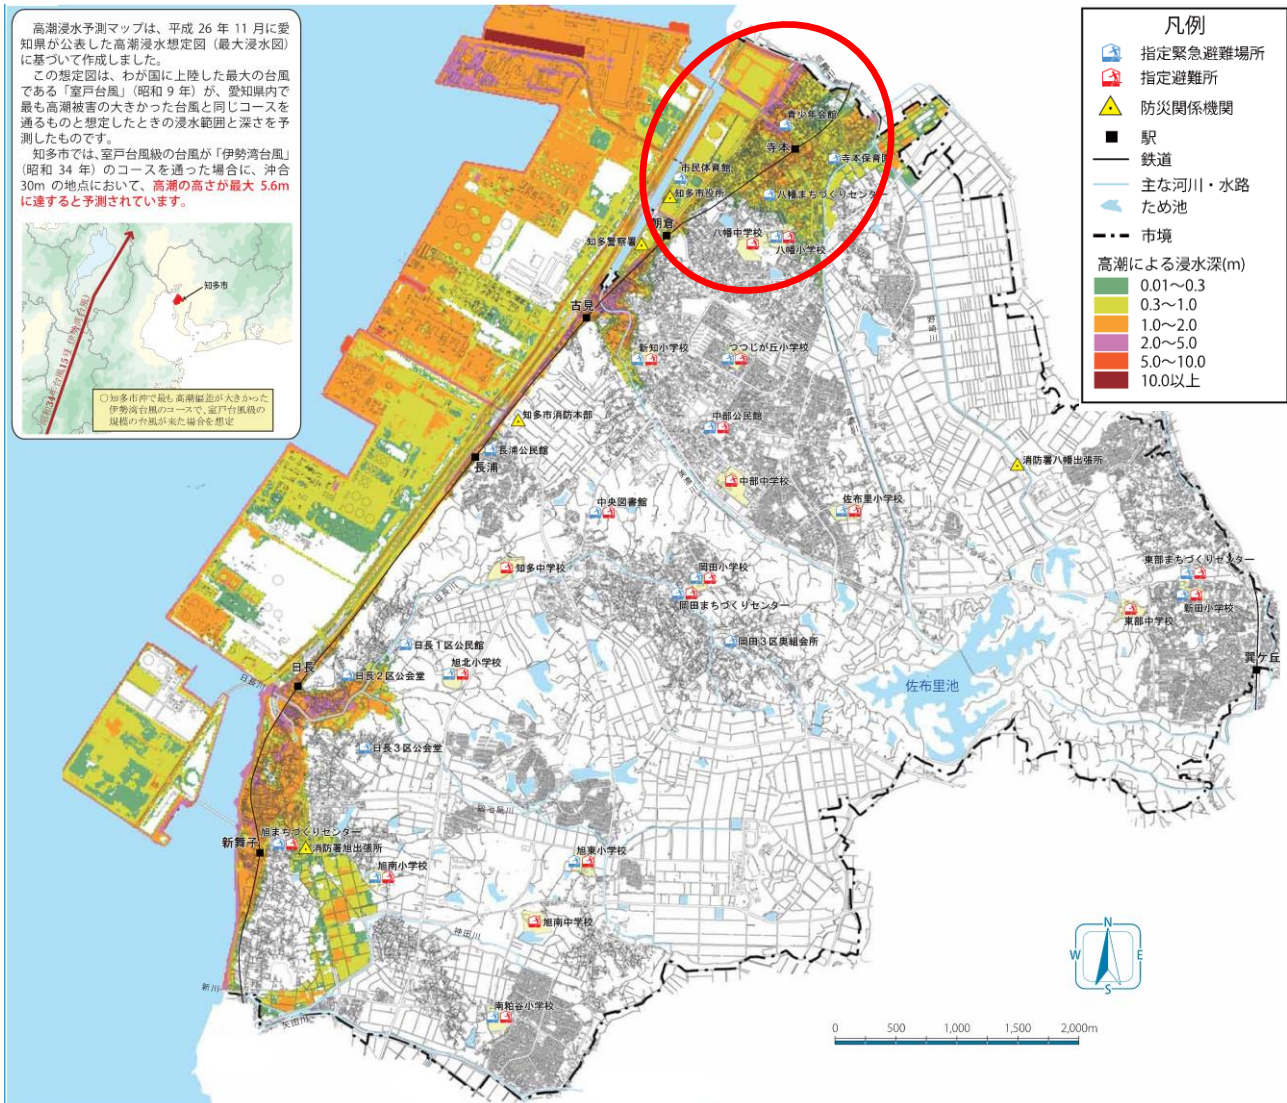 高潮浸水予測マップは、平成 26 年 11 月に愛
知県が公表した高潮浸水想定図（最大浸水図）
に基づいて作成しました。
この想定図は、わが国に上陸した最大の台風
である「室戸台風」（昭和 9 年）が、愛知県内で
最も高潮被害の大きかった台風と同じコースを
通るものと想定したときの浸水範囲と深さを予
測したものです。
知多市では、室戸台風級の台風が「伊勢湾台風」
（昭和 34 年）のコースを通った場合に、沖合
30m の地点において、高潮の高さが最大 5.6m
に達すると予測されています。
知多市
昭和34年台風15号（伊勢湾台風）
○知多市沖で最も高潮偏差が大きかった
伊勢湾台風のコースで、室戸台風級の
規模の台風が来た場合を想定
凡例
指定緊急避難場所
指定避難所
防災関係機関
駅
鉄道
主な河川・水路
ため池
市境
高潮による浸水深(m)
0.01～0.3
0.3～1.0
1.0～2.0
2.0～5.0
5.0～10.0
10.0以上
青少年会館
寺本
寺本保育園
市民体育館
知多市役所
八幡まちづくりセンター
朝倉
八幡中学校
知多警察署
八幡小学校
古見
新知小学校
つつじが丘小学校
知多市消防本部
中部公民館
長浦公民館
長浦
消防署八幡出張所
中部中学校
中央図書館
佐布里小学校
知多中学校
岡田小学校
東部まちづくりセンター
岡田まちづくりセンター
新田小学校
東部中学校
日長1区公民館
岡田3区奥組会所
旭北小学校
巽ケ丘
日長
日長2区公会堂
日長川
佐布里池
日長3区公会堂
旭まちづくりセンター
新舞子
消防署旭出張所
旭東小学校
旭南小学校
旭南中学校
神田川
新川
南粕谷小学校
矢田川
N
W
E
S
0
500
1,000
1,500
2,000m